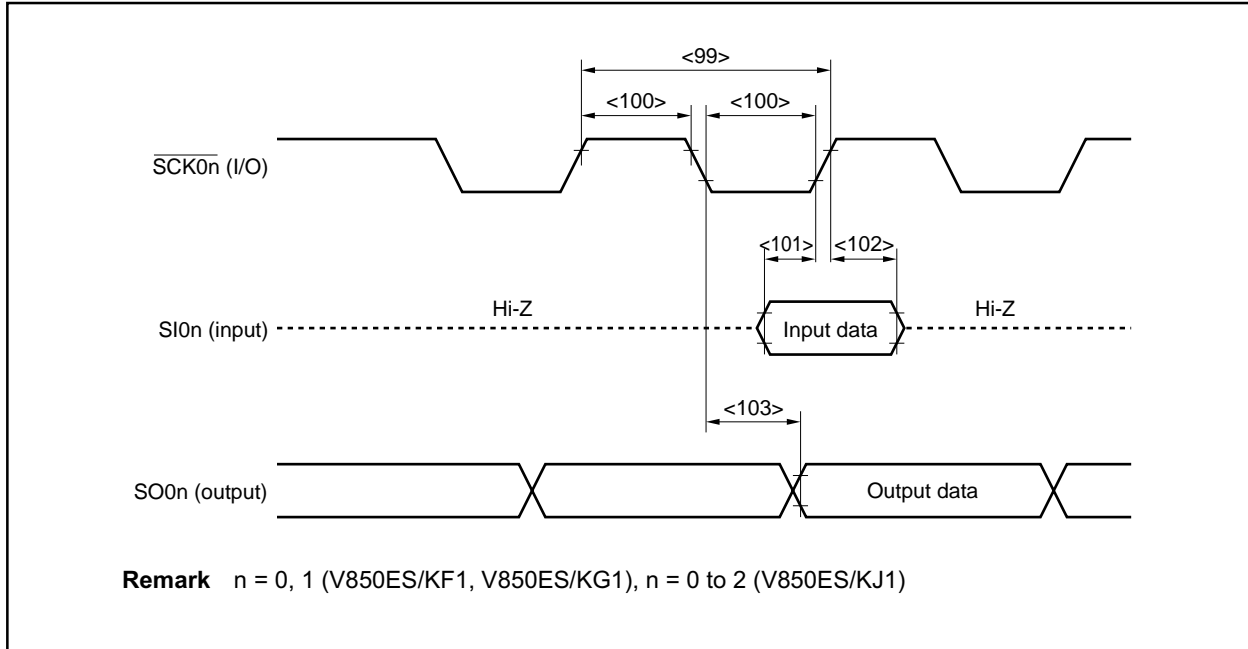 <99>
<100> <100>
SCK0n (I/O)
<101> <102>
Hi-Z Hi-Z
SI0n (input) Input data
<103>
SO0n (output) Output data
Remark n = 0, 1 (V850ES/KF1, V850ES/KG1), n = 0 to 2 (V850ES/KJ1)